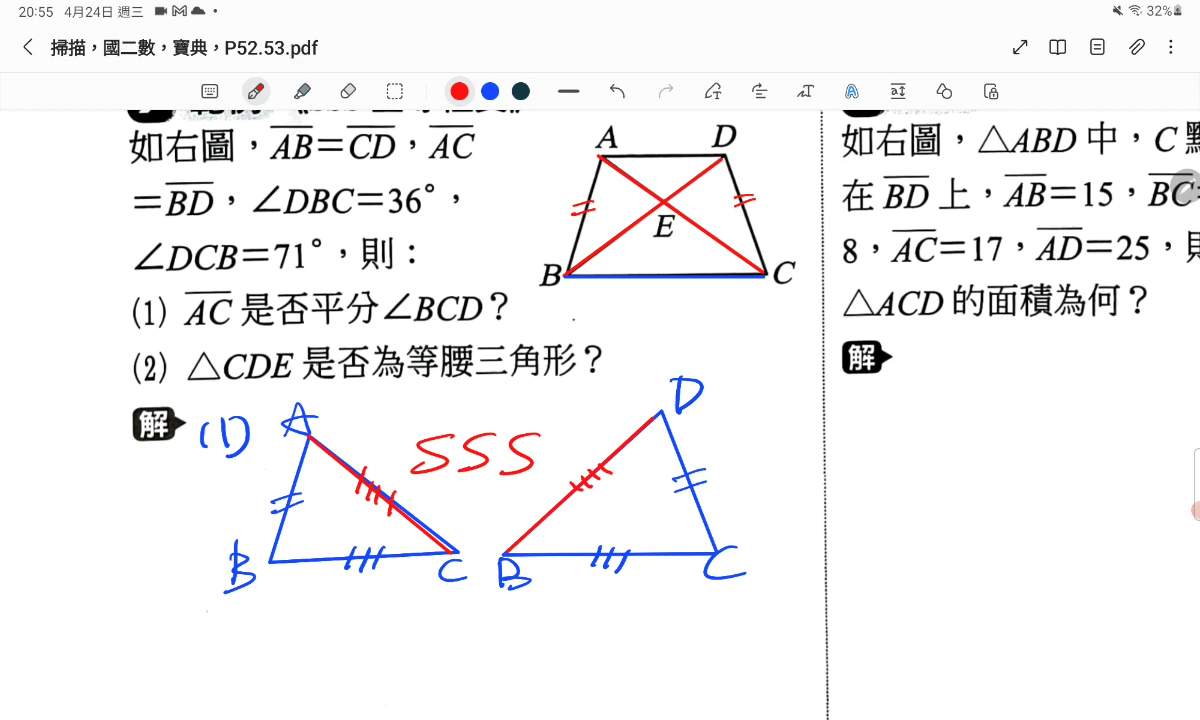 20:55 4月24日 週三
32%
掃描，國二數，寶典，P52.53.pdf
如右圖，AB=CD，AC
=BD，∠DBC=36°，
∠DCB=71°，則：
(1) AC 是否平分∠BCD？
(2) △CDE 是否為等腰三角形？
A D
E
B C
解 (1)
A
SSS
D
B C B C
如右圖，△ABD 中，C
在 BD 上，AB=15，BC
8，AC=17，AD=25，
△ACD 的面積為何？
解